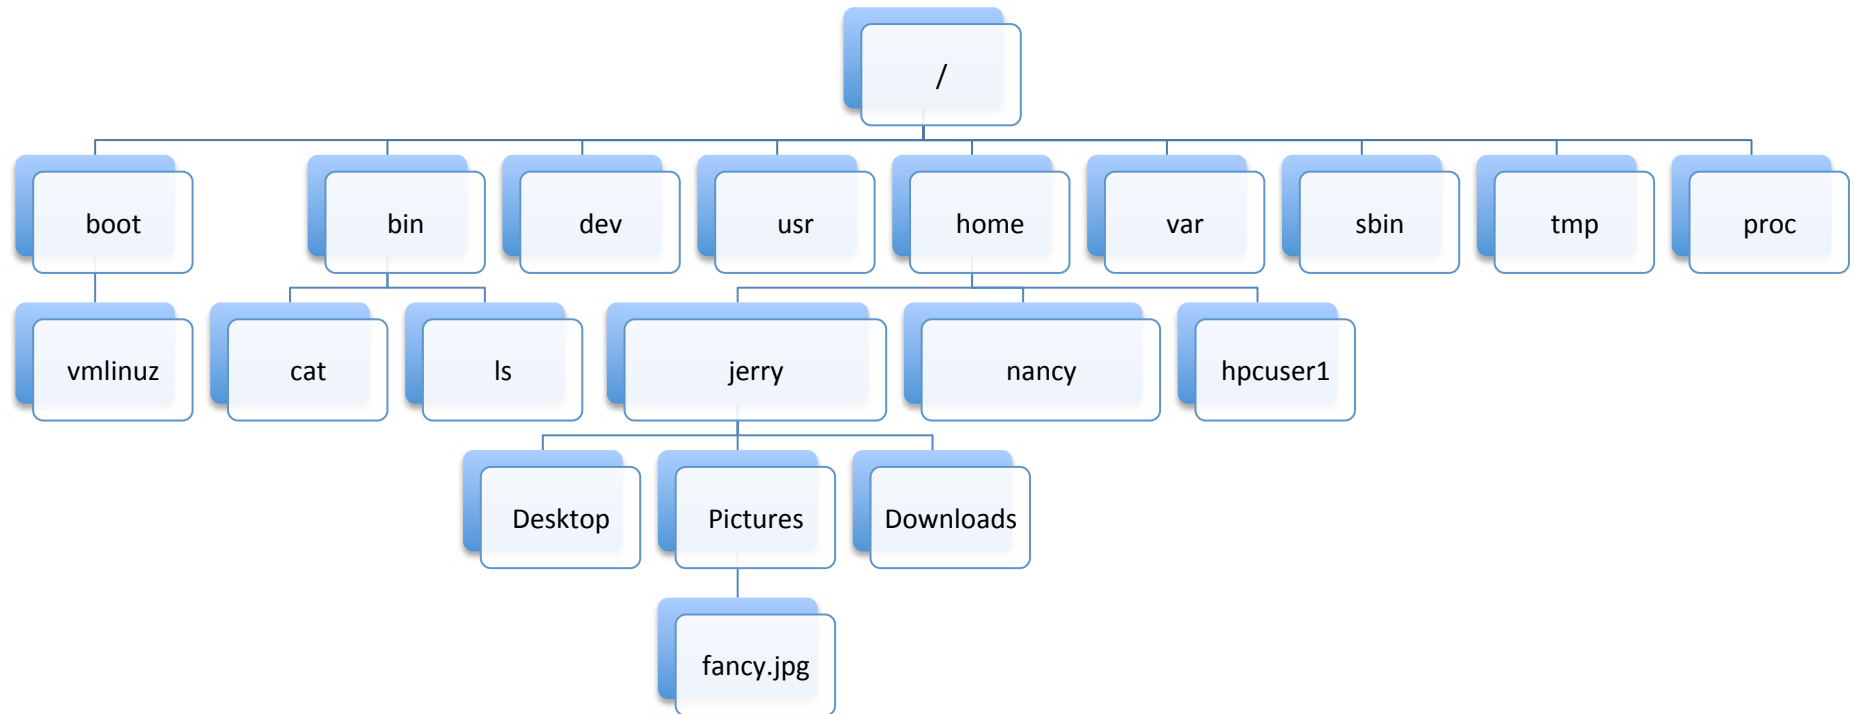 /
boot
bin
dev
usr
home
var
sbin
tmp
proc
vmlinuz
cat
ls
jerry
nancy
hpcuser1
Desktop
Pictures
Downloads
fancy.jpg